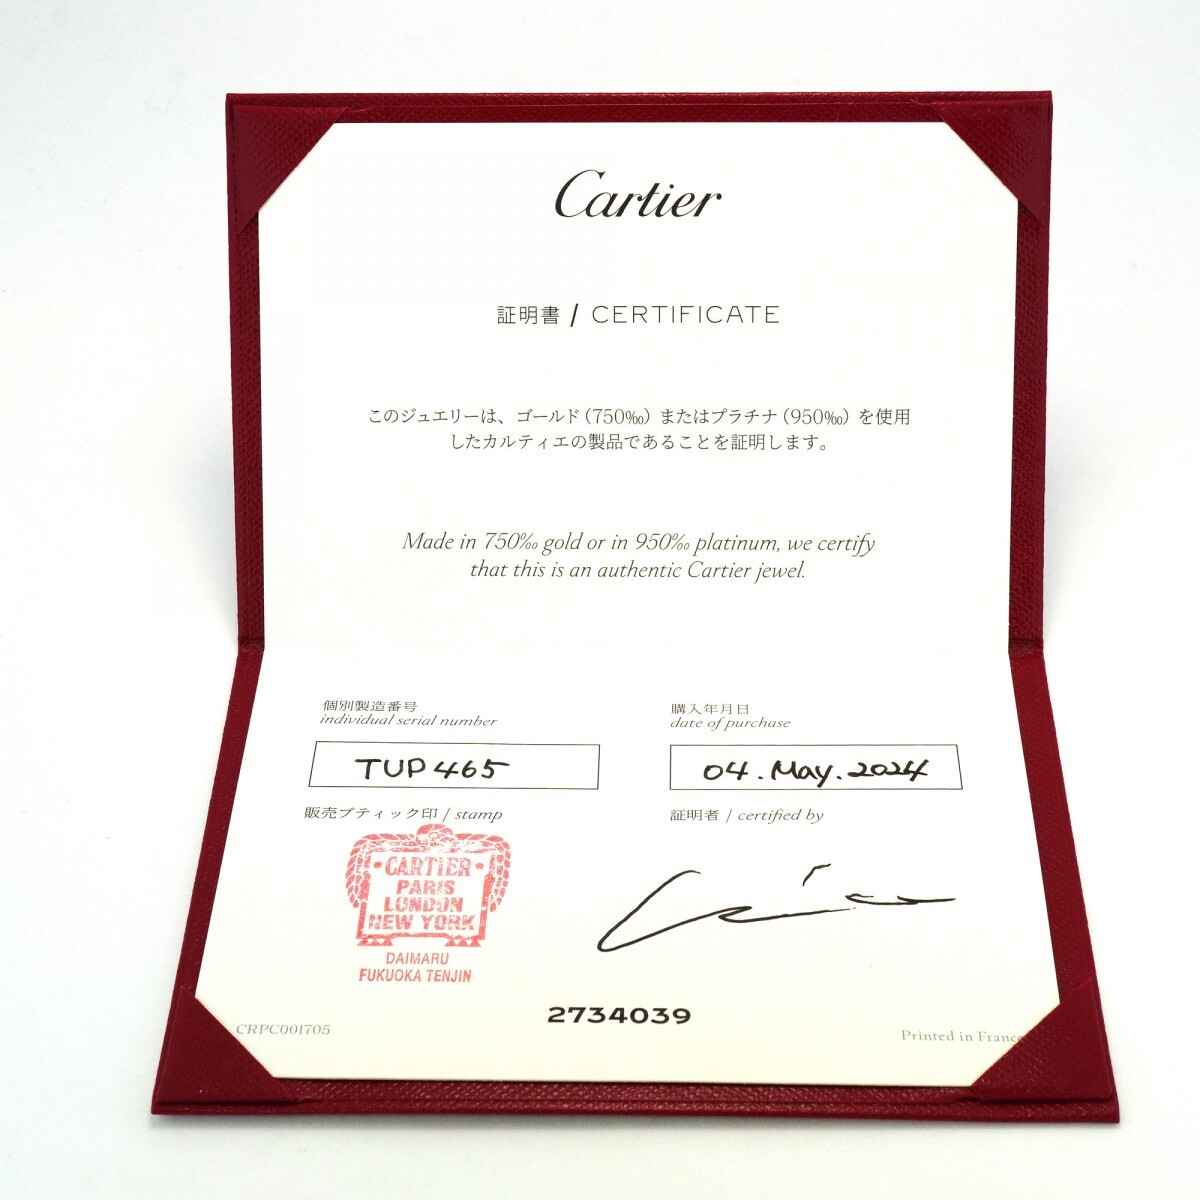 Cartier
証明書 / CERTIFICATE
このジュエリーは、ゴールド（750‰）またはプラチナ（950‰）を使用
したカルティエの製品であることを証明します。
Made in 750‰ gold or in 950‰ platinum, we certify
that this is an authentic Cartier jewel.
個別製造番号
individual serial number
TUP465
購入年月日
date of purchase
04. May. 2024
販売ブティック印 / stamp
CARTIER
PARIS
LONDON
NEW YORK
DAIMARU
FUKUOKA TENJIN
証明者 / certified by
2734039
CRPC001705
Printed in France